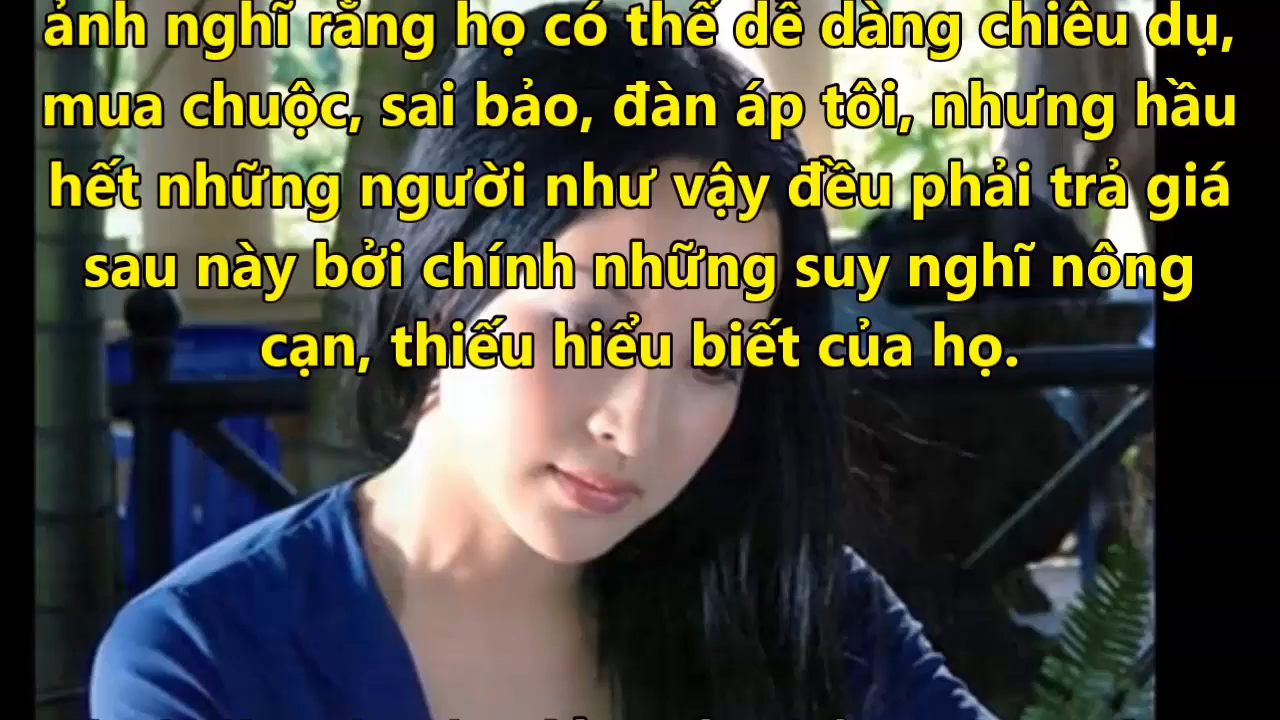 ảnh nghĩ rằng họ có thể dễ dàng chiêu dụ,
mua chuộc, sai bảo, đàn áp tôi, nhưng hầu
hết những người như vậy đều phải trả giá
sau này bởi chính những suy nghĩ nông
cạn, thiếu hiểu biết của họ.